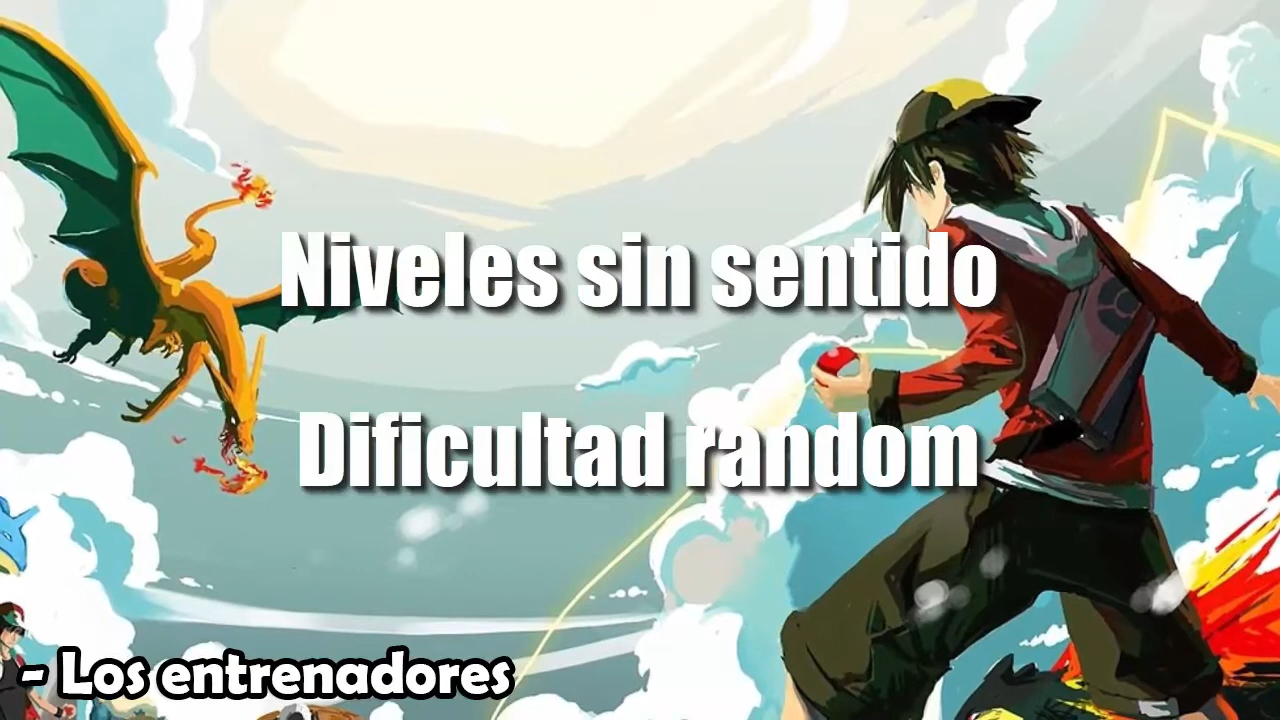 Niveles sin sentido
Dificultad random
- Los entrenadores